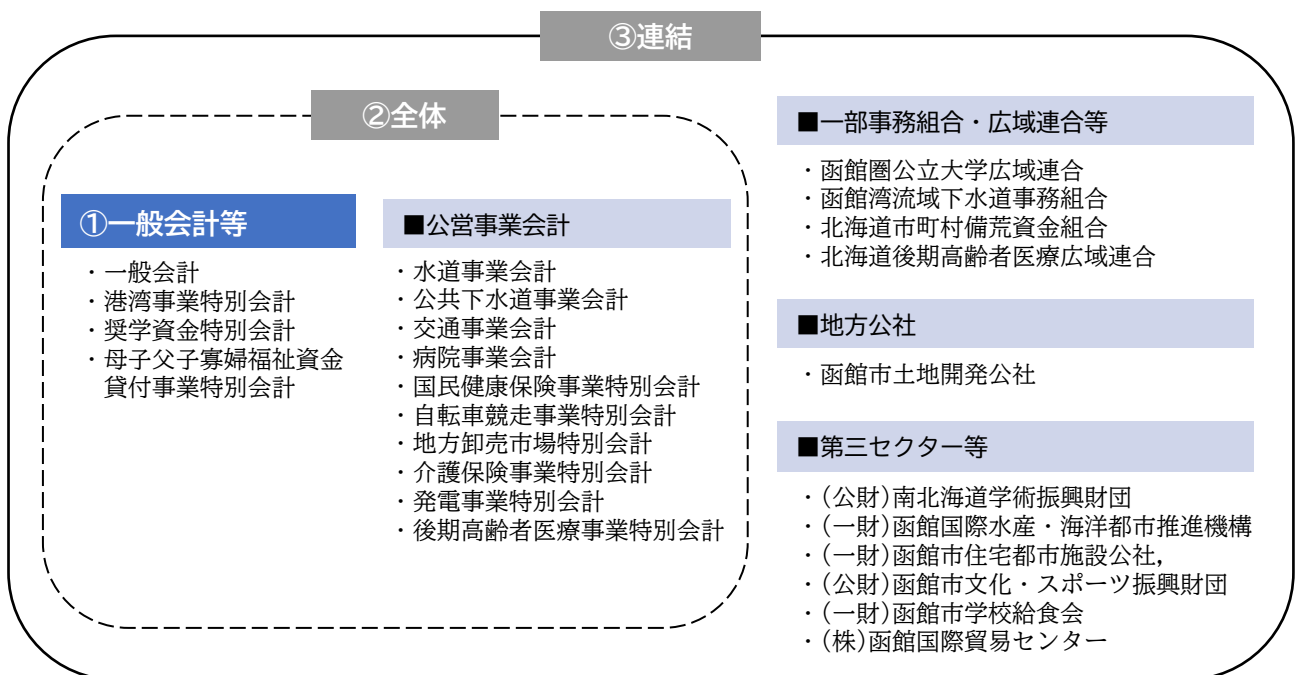 ③連結
②全体
①一般会計等
・一般会計
・港湾事業特別会計
・奨学資金特別会計
・母子父子寡婦福祉資金
貸付事業特別会計
■公営事業会計
・水道事業会計
・公共下水道事業会計
・交通事業会計
・病院事業会計
・国民健康保険事業特別会計
・自転車競走事業特別会計
・地方卸売市場特別会計
・介護保険事業特別会計
・発電事業特別会計
・後期高齢者医療事業特別会計
■一部事務組合・広域連合等
・函館圏公立大学広域連合
・函館湾流域下水道事務組合
・北海道市町村備荒資金組合
・北海道後期高齢者医療広域連合
■地方公社
・函館市土地開発公社
■第三セクター等
・(公財)南北海道学術振興財団
・(一財)函館国際水産・海洋都市推進機構
・(一財)函館市住宅都市施設公社,
・(公財)函館市文化・スポーツ振興財団
・(一財)函館市学校給食会
・(株)函館国際貿易センター